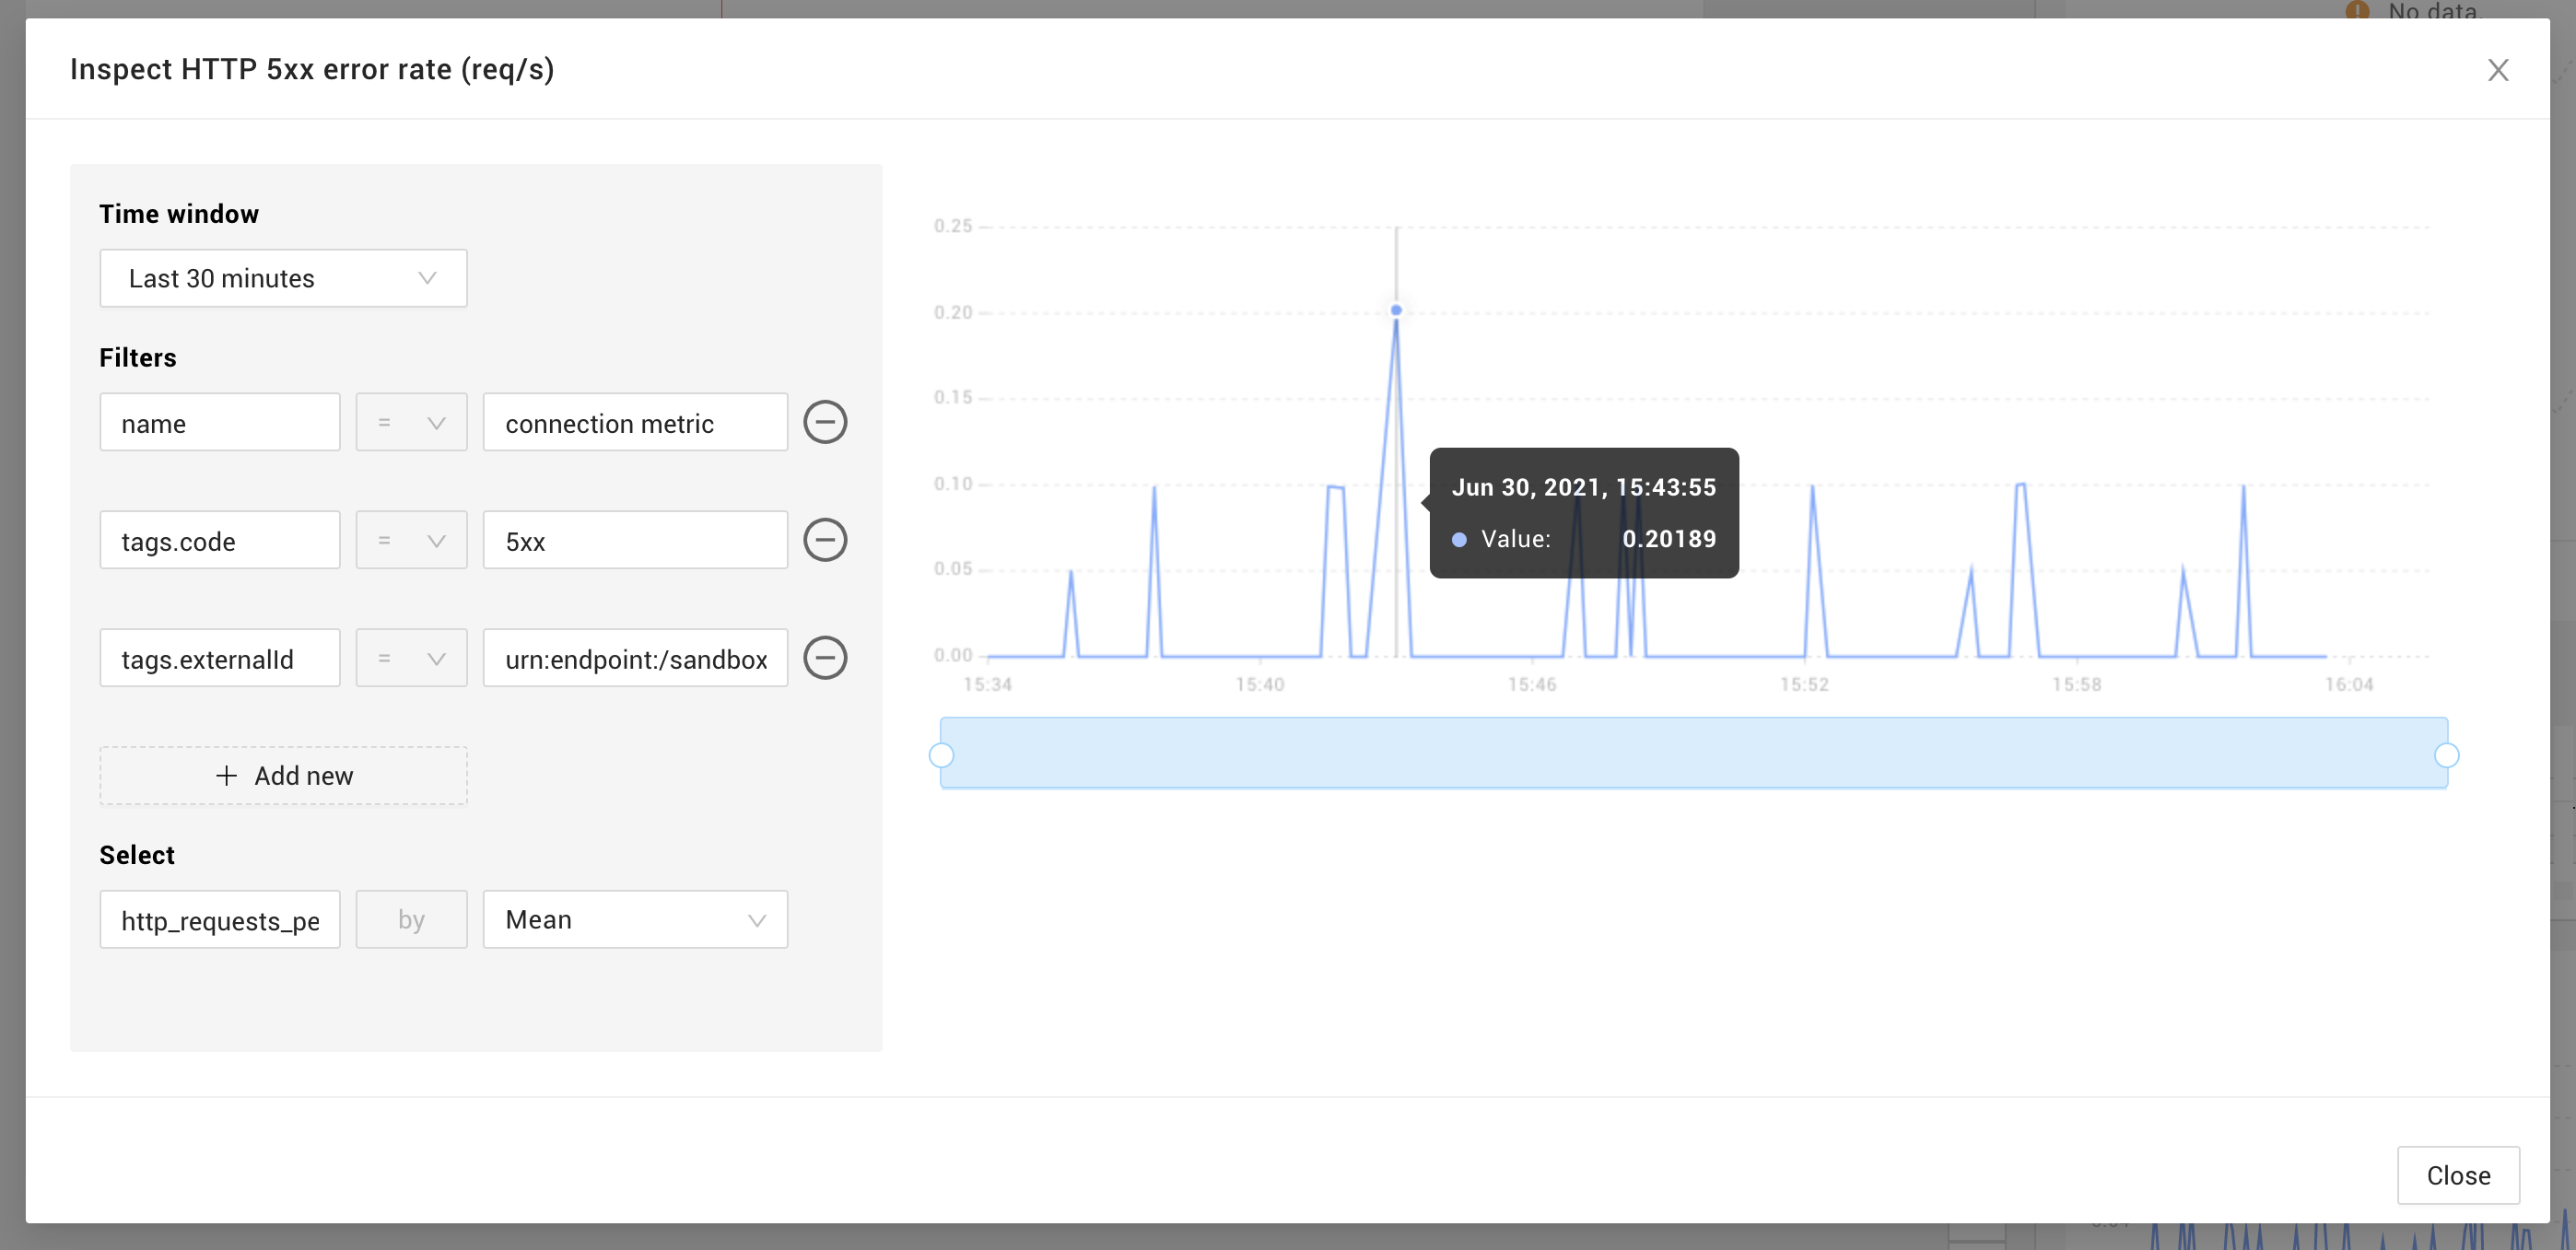 No data.
Inspect HTTP 5xx error rate (req/s)
Time window
Last 30 minutes
Filters
name = connection metric
tags.code = 5xx
tags.externalId = urn:endpoint:/sandbox
+ Add new
Select
http_requests_pe by Mean
0.25
0.20
0.15
0.10
0.05
0.00
15:34 15:40 15:46 15:52 15:58 16:04
Jun 30, 2021, 15:43:55
Value: 0.20189
Close